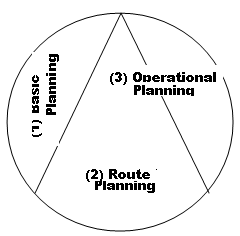 (1) Basic
Planning
(3) Operational
Planning
(2) Route
Planning